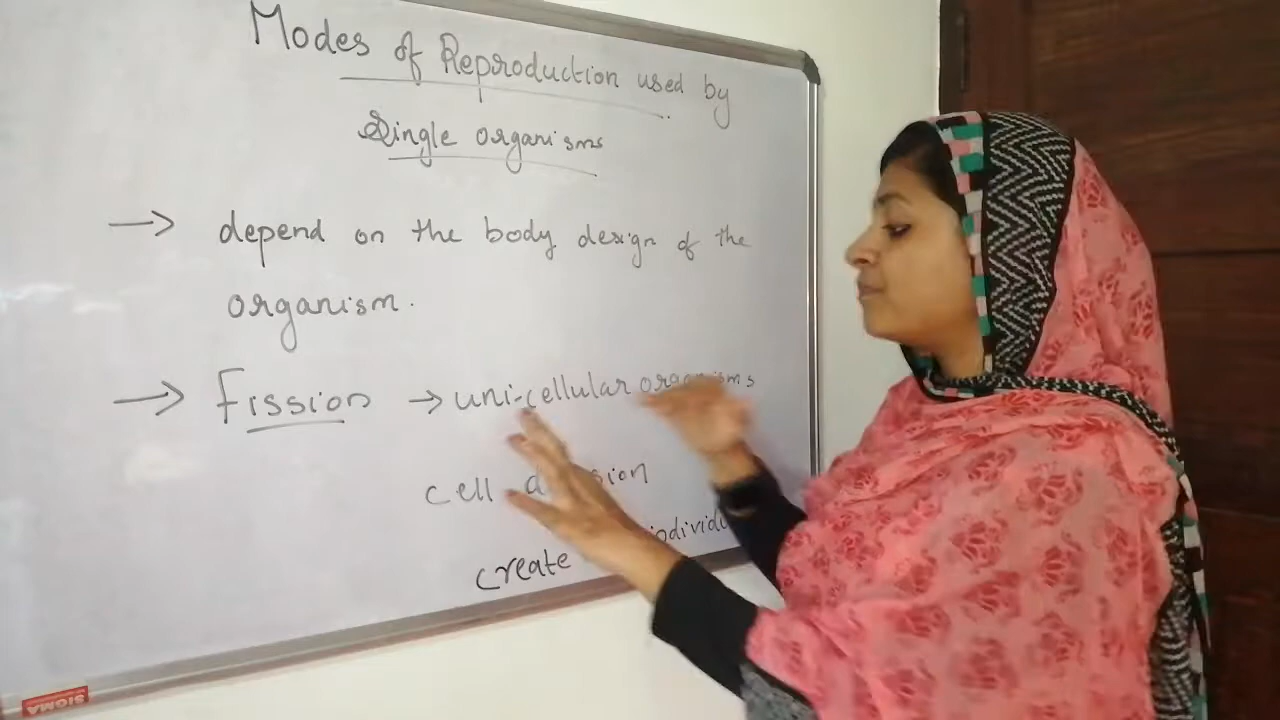 Modes of Reproduction used by
Single organisms
→ depend on the body design of the
organism.
→ Fission → uni-cellular organisms
cell
create
SIGMA